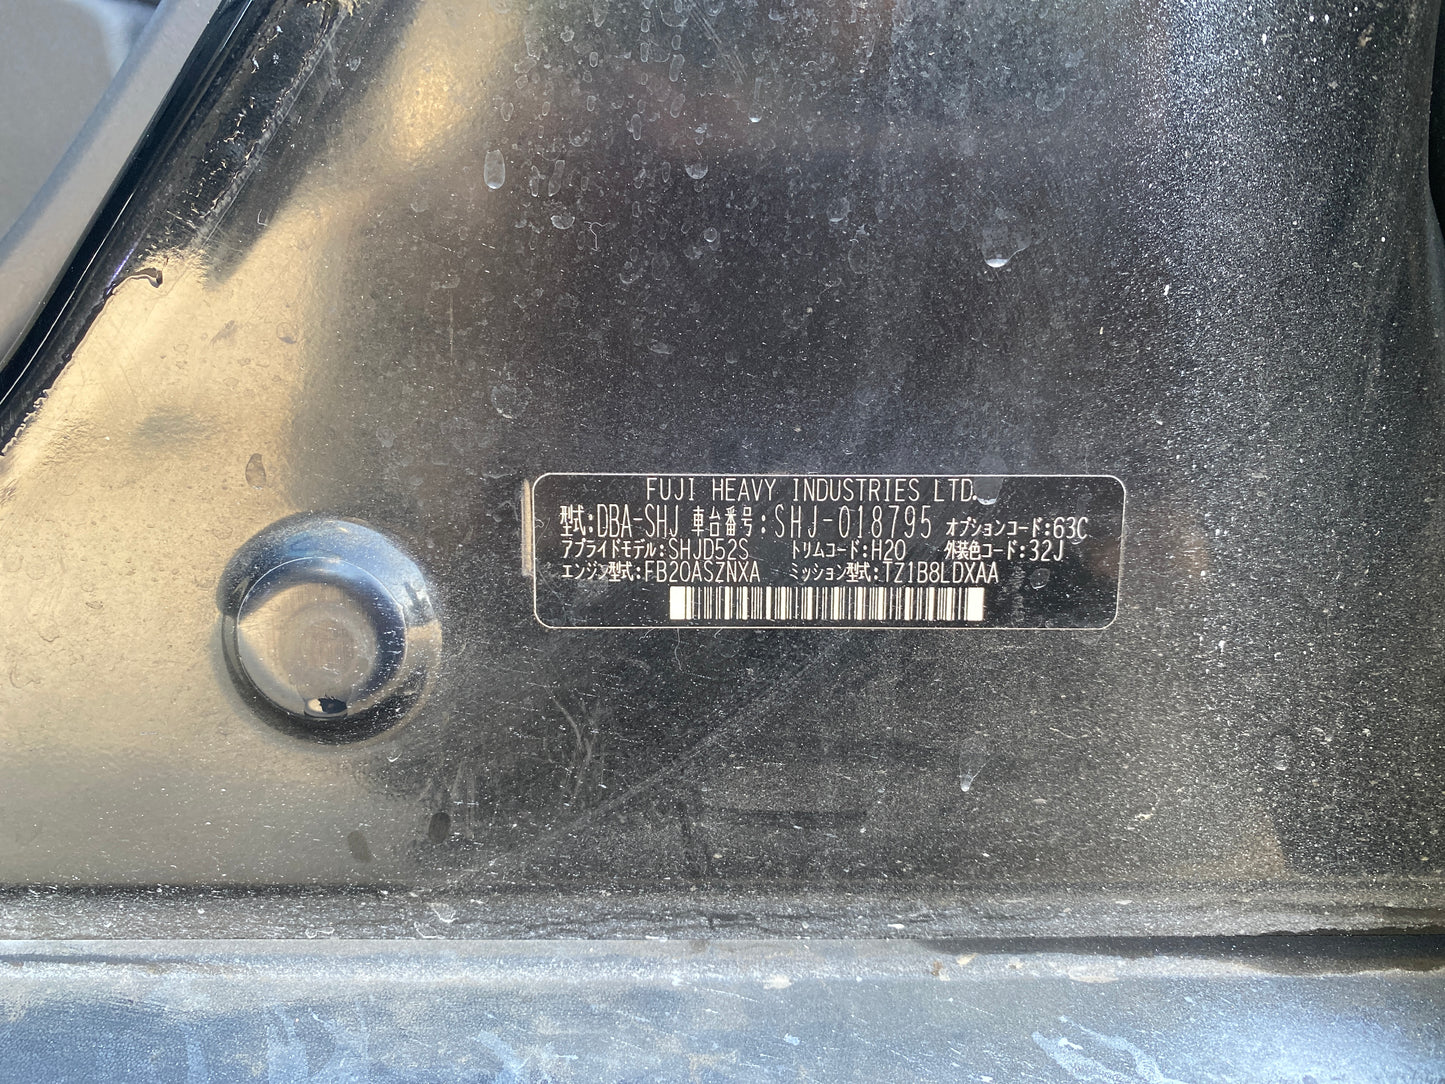 FUJI HEAVY INDUSTRIES LTD.
型式:DBA-SHJ 車台番号:SHJ-018795 オプションコード:63C
アプライドモデル:SHJD52S トリムコード:H20 外装色コード:32J
エンジン型式:FB20ASZNXA ミッション型式:TZ1B8LDXAA